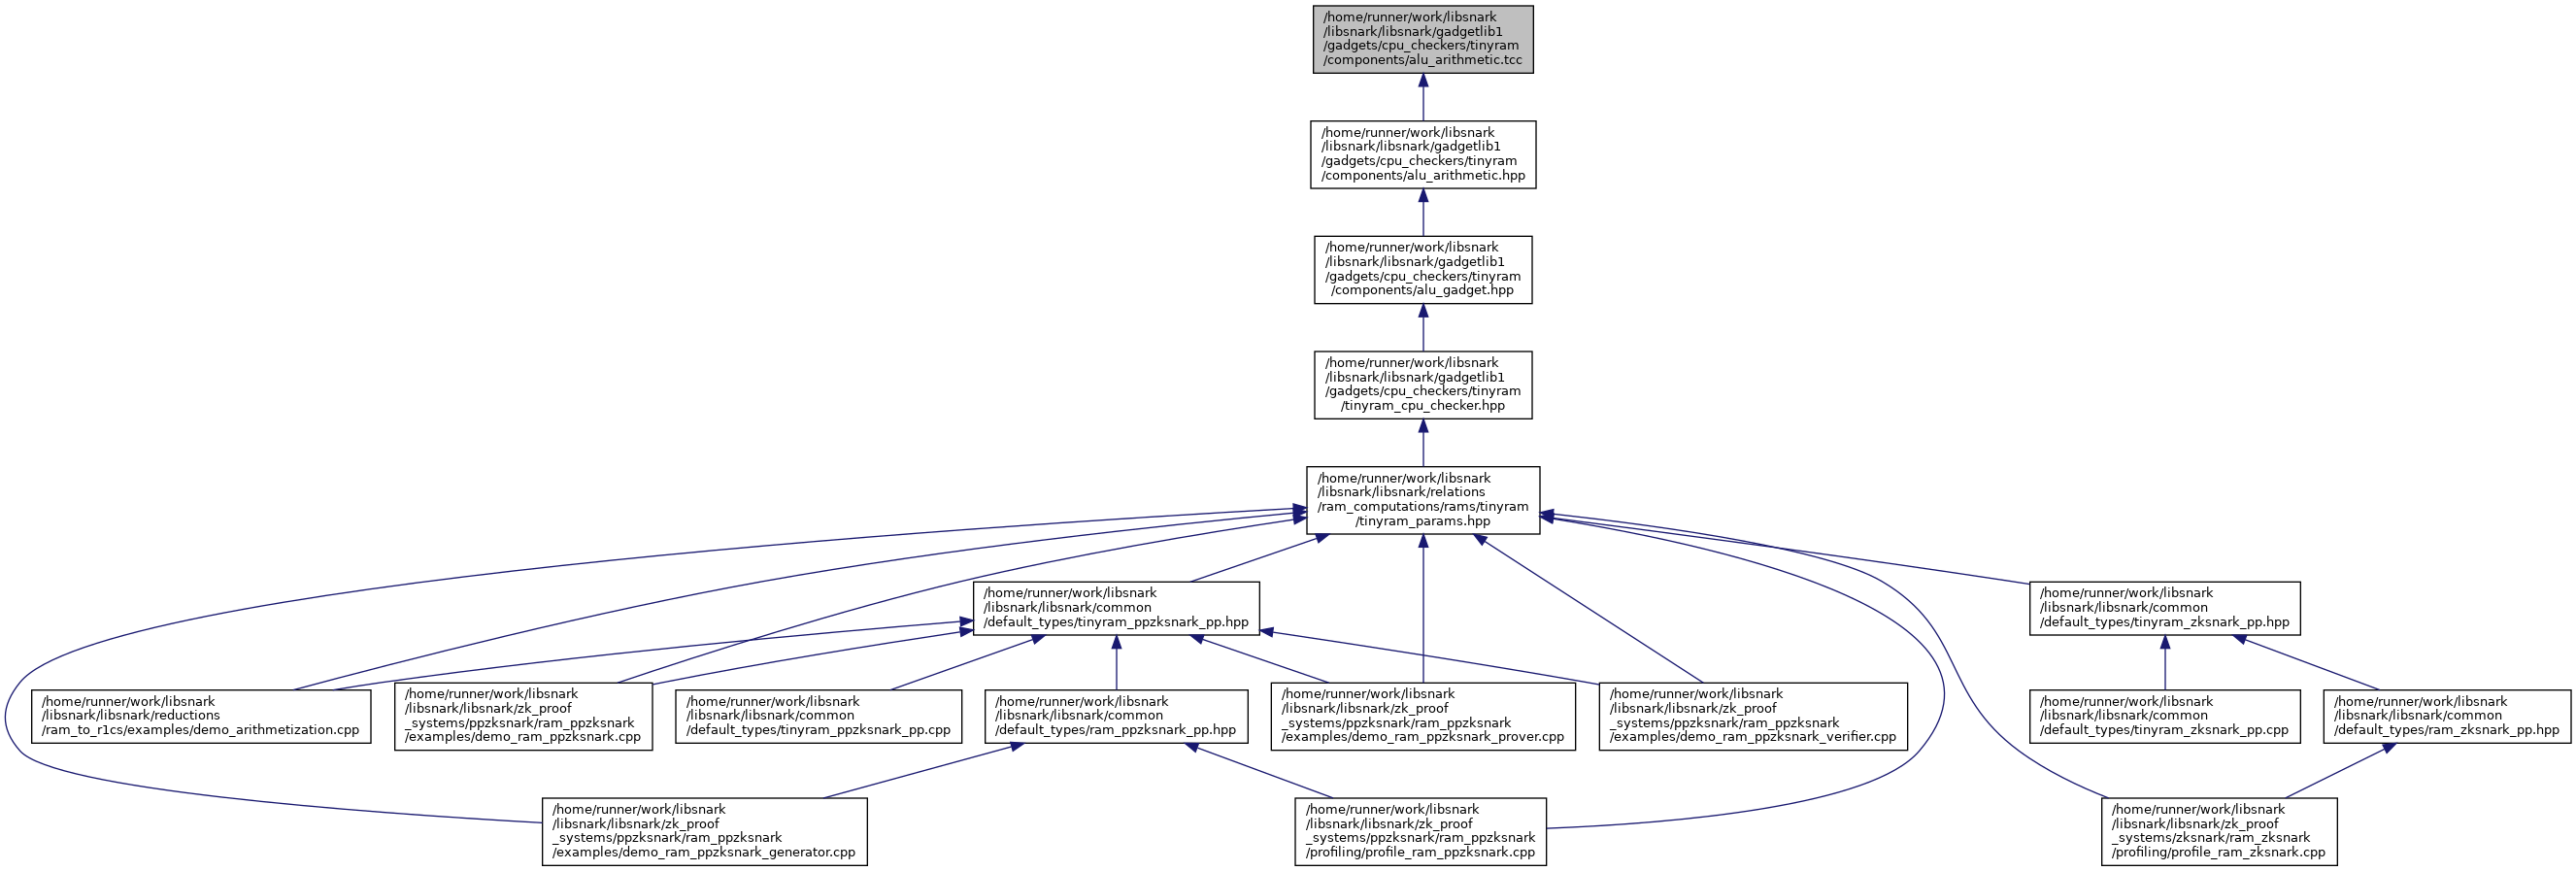 /home/runner/work/libsnark
/libsnark/libsnark/gadgetlib1
/gadgets/cpu_checkers/tinyram
/components/alu_arithmetic.tcc
/home/runner/work/libsnark
/libsnark/libsnark/gadgetlib1
/gadgets/cpu_checkers/tinyram
/components/alu_arithmetic.hpp
/home/runner/work/libsnark
/libsnark/libsnark/gadgetlib1
/gadgets/cpu_checkers/tinyram
/components/alu_gadget.hpp
/home/runner/work/libsnark
/libsnark/libsnark/gadgetlib1
/gadgets/cpu_checkers/tinyram
/tinyram_cpu_checker.hpp
/home/runner/work/libsnark
/libsnark/libsnark/relations
/ram_computations/rams/tinyram
/tinyram_params.hpp
/home/runner/work/libsnark
/libsnark/libsnark/common
/default_types/tinyram_ppzksnark_pp.hpp
/home/runner/work/libsnark
/libsnark/libsnark/common
/default_types/tinyram_zksnark_pp.hpp
/home/runner/work/libsnark
/libsnark/libsnark/reductions
/ram_to_r1cs/examples/demo_arithmetization.cpp
/home/runner/work/libsnark
/libsnark/libsnark/zk_proof
_systems/ppzksnark/ram_ppzksnark
/examples/demo_ram_ppzksnark.cpp
/home/runner/work/libsnark
/libsnark/libsnark/common
/default_types/tinyram_ppzksnark_pp.cpp
/home/runner/work/libsnark
/libsnark/libsnark/common
/default_types/ram_ppzksnark_pp.hpp
/home/runner/work/libsnark
/libsnark/libsnark/zk_proof
_systems/ppzksnark/ram_ppzksnark
/examples/demo_ram_ppzksnark_prover.cpp
/home/runner/work/libsnark
/libsnark/libsnark/zk_proof
_systems/ppzksnark/ram_ppzksnark
/examples/demo_ram_ppzksnark_verifier.cpp
/home/runner/work/libsnark
/libsnark/libsnark/common
/default_types/tinyram_zksnark_pp.cpp
/home/runner/work/libsnark
/libsnark/libsnark/common
/default_types/ram_zksnark_pp.hpp
/home/runner/work/libsnark
/libsnark/libsnark/zk_proof
_systems/ppzksnark/ram_ppzksnark
/examples/demo_ram_ppzksnark_generator.cpp
/home/runner/work/libsnark
/libsnark/libsnark/zk_proof
_systems/ppzksnark/ram_ppzksnark
/profiling/profile_ram_ppzksnark.cpp
/home/runner/work/libsnark
/libsnark/libsnark/zk_proof
_systems/zksnark/ram_zksnark
/profiling/profile_ram_zksnark.cpp